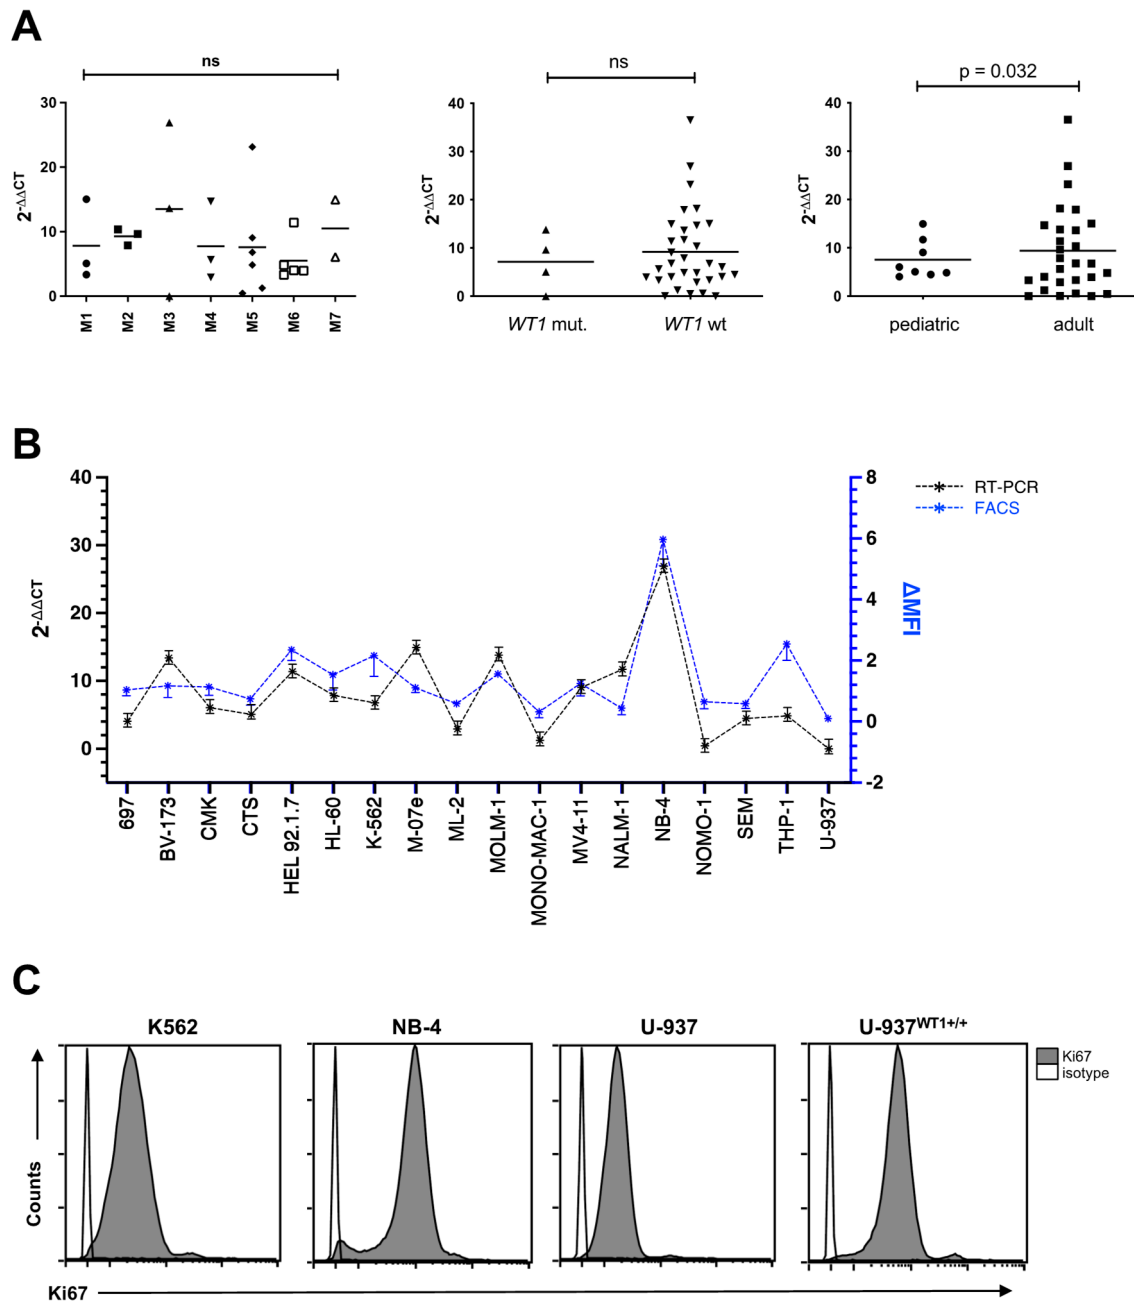 A
ns
2-ΔΔCT
30
20
10
0
M1
M2
M3
M4
M5
M6
M7
ns
2-ΔΔCT
40
30
20
10
0
WT1 mut.
WT1 wt
p = 0.032
2-ΔΔCT
40
30
20
10
0
pediatric
adult
B
2-ΔΔCT
40
30
20
10
0
8
6
4
2
0
-2
ΔMFI
RT-PCR
FACS
697
BV-173
CMK
CTS
HEL 92.1.7
HL-60
K-562
M-07e
ML-2
MOLM-1
MONO-MAC-1
MV4-11
NALM-1
NB-4
NOMO-1
SEM
THP-1
U-937
C
K562
NB-4
U-937
U-937WT1+/+
Ki67
isotype
Counts
Ki67